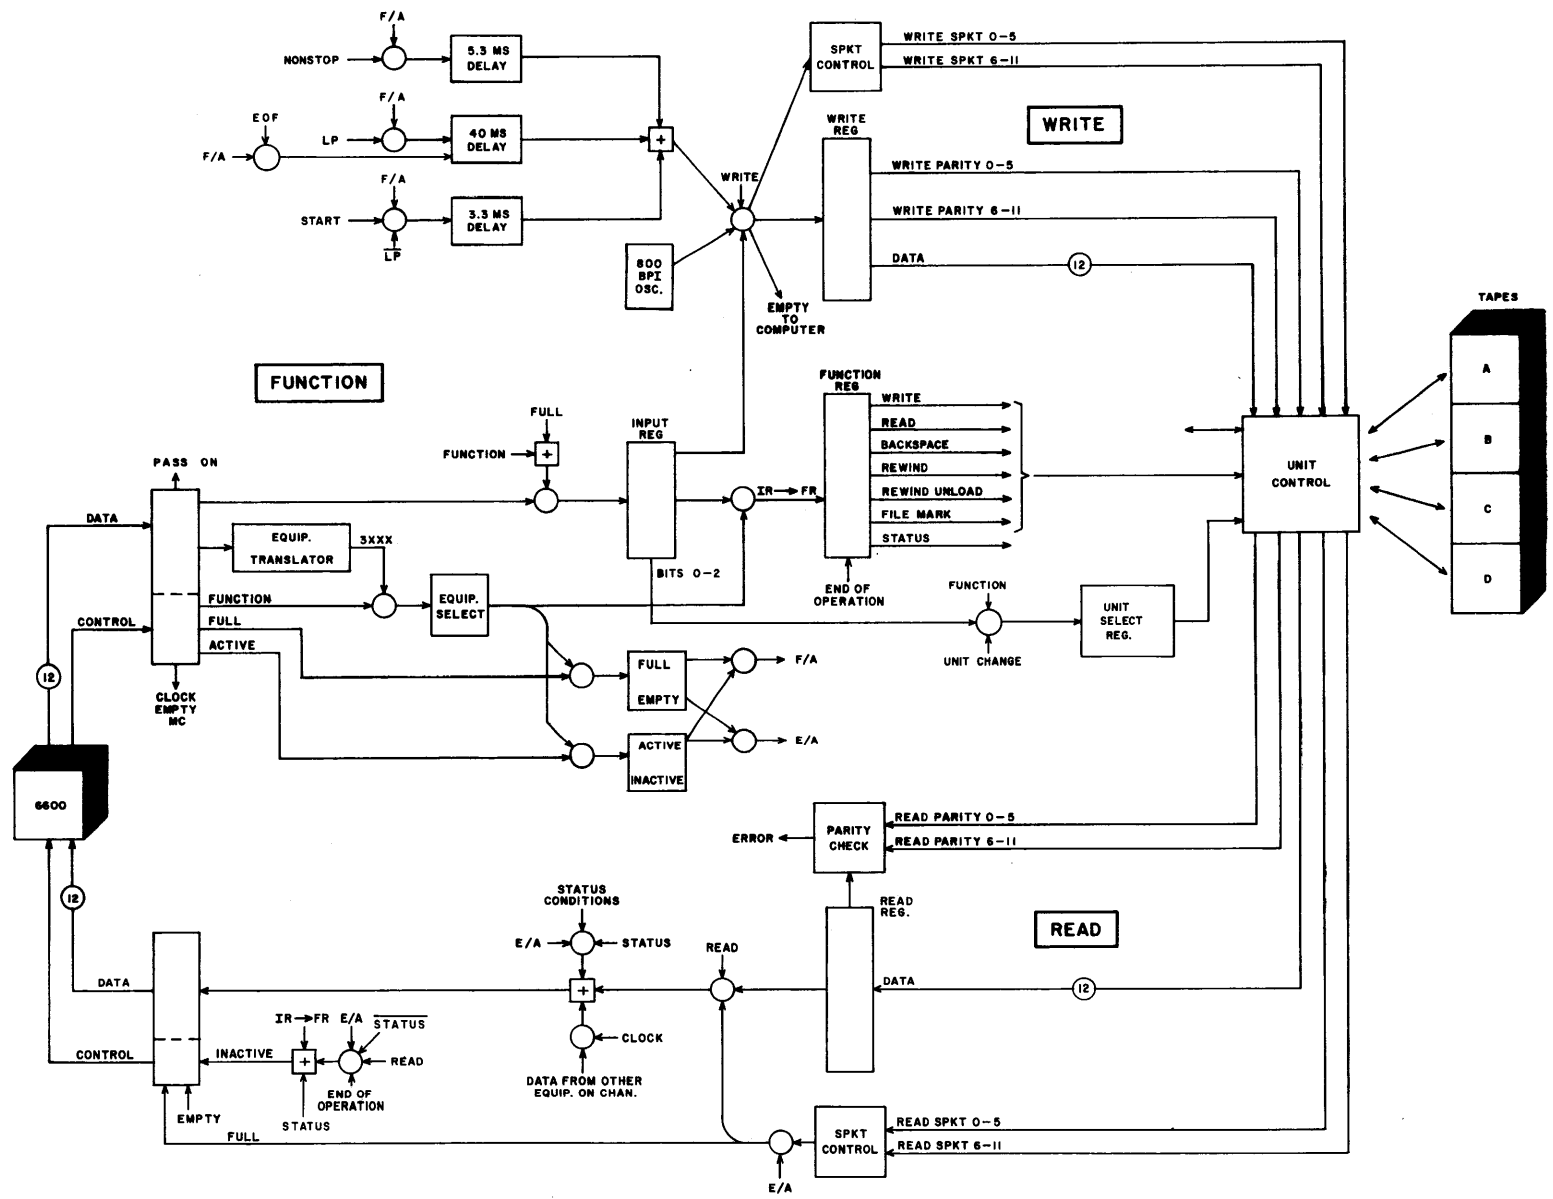 F/A
NONSTOP
5.3 MS
DELAY
SPKT
CONTROL
WRITE SPKT 0-5
WRITE SPKT 6-11
F/A
EOF
LP
F/A
40 MS
DELAY
+
WRITE
REG
WRITE
WRITE PARITY 0-5
F/A
WRITE
START
3.3 MS
DELAY
WRITE PARITY 6-11
LP
800
BPI
OSC.
DATA
12
EMPTY
TO
COMPUTER
TAPES
A
B
C
D
FUNCTION
FUNCTION
REG
FULL
INPUT
REG
WRITE
READ
BACKSPACE
REWIND
REWIND UNLOAD
FILE MARK
STATUS
FUNCTION
+
IR→FR
UNIT
CONTROL
PASS ON
DATA
EQUIP.
TRANSLATOR
3XXX
BITS 0-2
END OF
OPERATION
FUNCTION
EQUIP.
SELECT
FUNCTION
UNIT
SELECT
REG.
CONTROL
FULL
ACTIVE
UNIT CHANGE
12
CLOCK
EMPTY
MC
FULL
EMPTY
F/A
ACTIVE
INACTIVE
E/A
6600
PARITY
CHECK
ERROR
READ PARITY 0-5
READ PARITY 6-11
12
STATUS
CONDITIONS
READ
REG.
READ
E/A
STATUS
READ
DATA
+
DATA
12
IR→FR
E/A
STATUS
CLOCK
CONTROL
INACTIVE
+
READ
DATA FROM OTHER
EQUIP. ON CHAN.
END OF
OPERATION
EMPTY
STATUS
FULL
SPKT
CONTROL
READ SPKT 0-5
READ SPKT 6-11
E/A